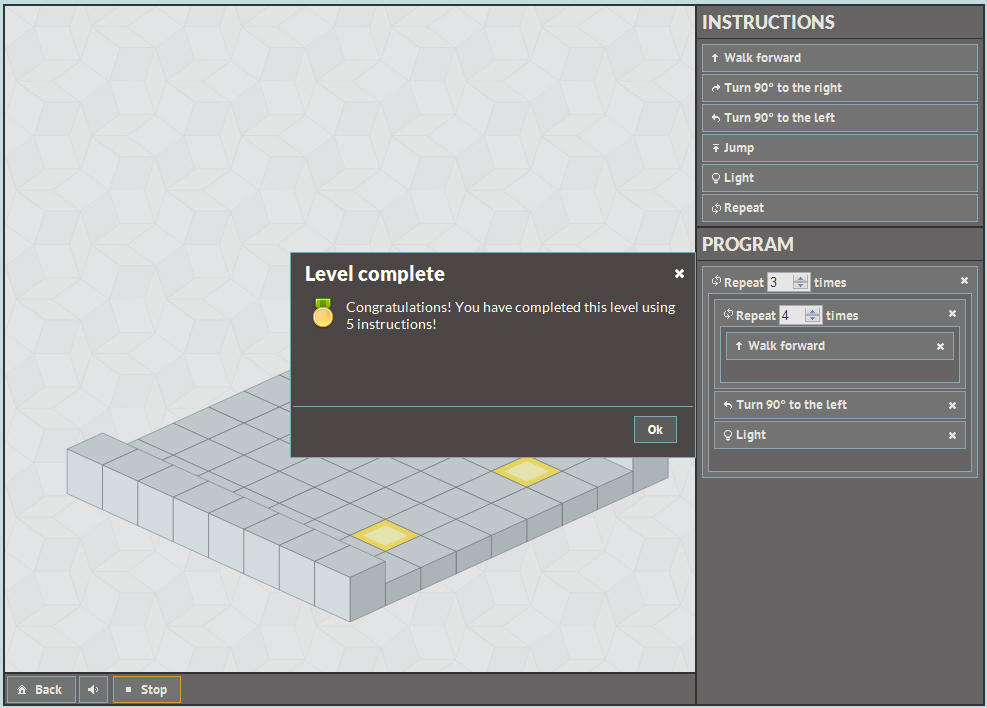 INSTRUCTIONS
Walk forward
Turn 90° to the right
Turn 90° to the left
Jump
Light
Repeat
PROGRAM
Repeat 3 times
Repeat 4 times
Walk forward
Turn 90° to the left
Light
Level complete
Congratulations! You have completed this level using
5 instructions!
Ok
Back
Stop